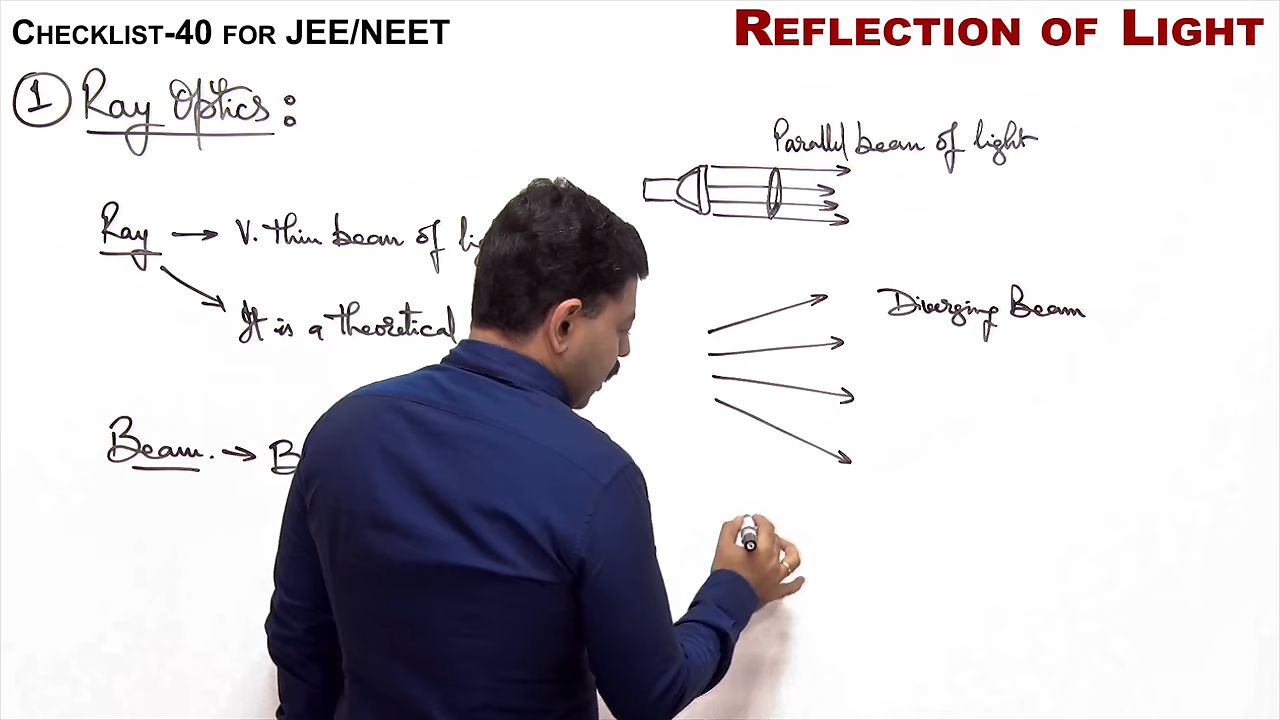 CHECKLIST-40 FOR JEE/NEET
REFLECTION OF LIGHT
1 Ray Optics:
Parallel beam of light
Ray → V. thin beam of
It is a theoretical
Diverging Beam
Beam. → B